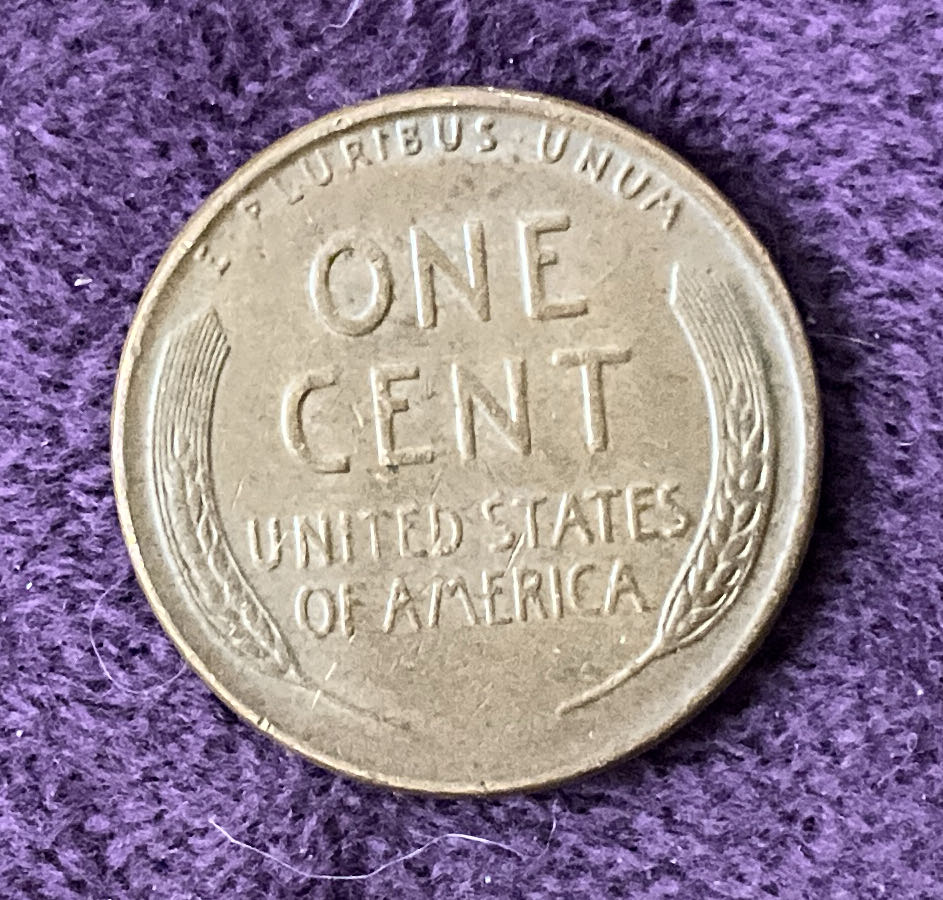 E PLURIBUS · UNUM
ONE
CENT
UNITED STATES
OF AMERICA